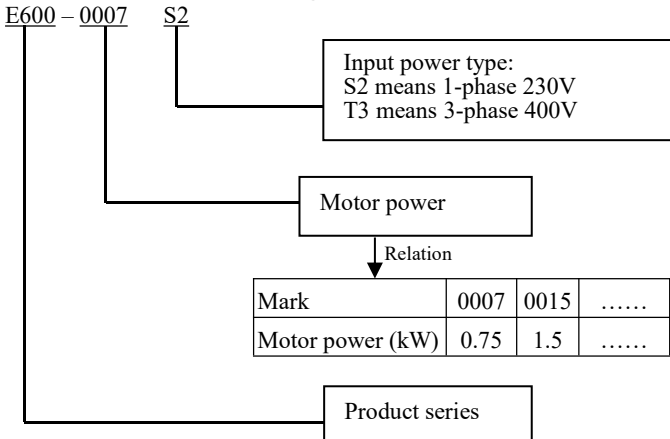 E600 – 0007 S2
Input power type:
S2 means 1-phase 230V
T3 means 3-phase 400V
Motor power
Relation
Mark 0007 0015 ……
Motor power (kW) 0.75 1.5 ……
Product series